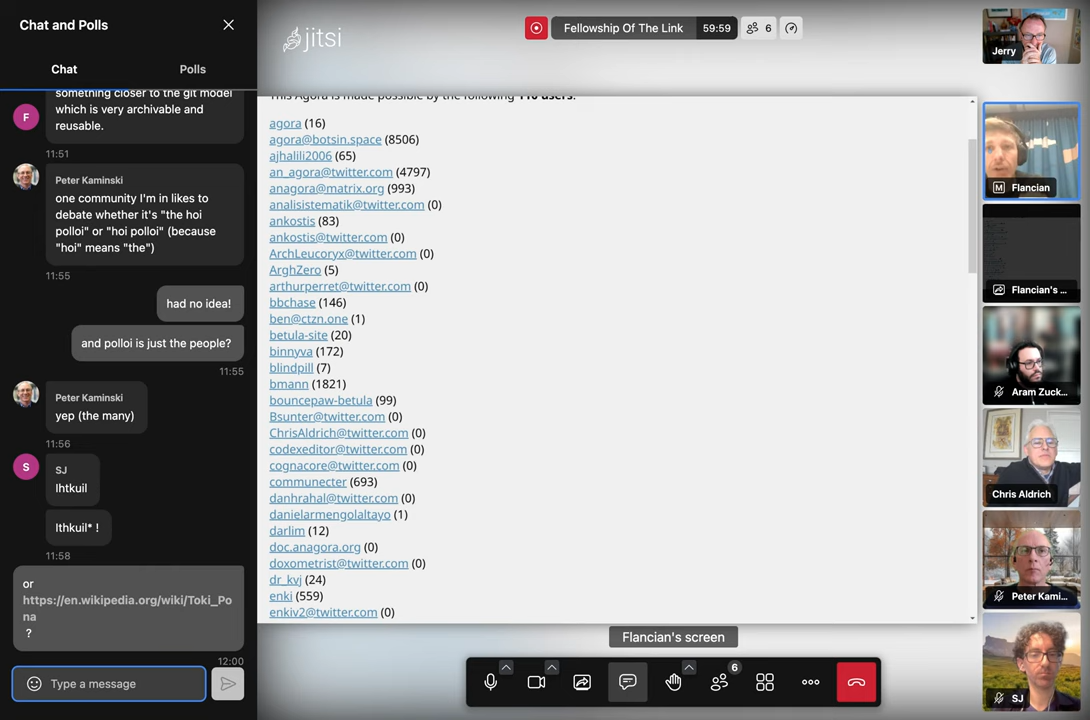 Chat and Polls
Chat
Polls
F
something closer to the git model
which is very archivable and
reusable.
11:51
Peter Kaminski
one community I'm in likes to
debate whether it's "the hoi
polloi" or "hoi polloi" (because
"hoi" means "the")
11:55
had no idea!
and polloi is just the people?
11:55
Peter Kaminski
yep (the many)
11:56
S
SJ
Ihtkuil
Ithkuil* !
11:58
or
https://en.wikipedia.org/wiki/Toki_Po
na
?
12:00
Type a message
jitsi
Fellowship Of The Link
59:59
6
This Agora is made possible by the following 110 users:
agora (16)
agora@botsin.space (8506)
ajhalili2006 (65)
an_agora@twitter.com (4797)
anagora@matrix.org (993)
analisistematik@twitter.com (0)
ankostis (83)
ankostis@twitter.com (0)
ArchLeucoryx@twitter.com (0)
ArghZero (5)
arthurperret@twitter.com (0)
bbchase (146)
ben@ctzn.one (1)
betula-site (20)
binnyva (172)
blindpill (7)
bmann (1821)
bouncepaw-betula (99)
Bsunter@twitter.com (0)
ChrisAldrich@twitter.com (0)
codexeditor@twitter.com (0)
cognacore@twitter.com (0)
communecter (693)
danhrahal@twitter.com (0)
danielarmengolaltayo (1)
darlim (12)
doc.anagora.org (0)
doxometrist@twitter.com (0)
dr_kvj (24)
enki (559)
enkiv2@twitter.com (0)
Flancian's screen
6
Jerry
M Flancian
Flancian's ...
Aram Zuck...
Chris Aldrich
Peter Kami...
SJ